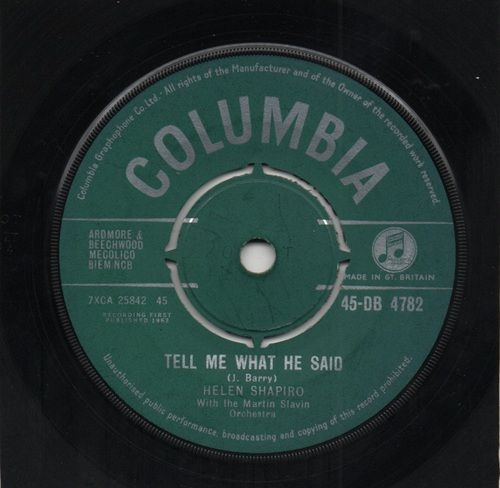 Columbia Graphophone Co. Ltd. · All rights of the Manufacturer and of the Owner of the recorded work reserved.
COLUMBIA
ARDMORE &
BEECHWOOD
MECOLICO
BIEM.NCB
MADE IN GT. BRITAIN
7XCA 25842 45
45-DB 4782
RECORDING FIRST
PUBLISHED 1962
TELL ME WHAT HE SAID
(J. Barry)
HELEN SHAPIRO
With the Martin Slavin
Orchestra
Unauthorised public performance, broadcasting and copying of this record prohibited.